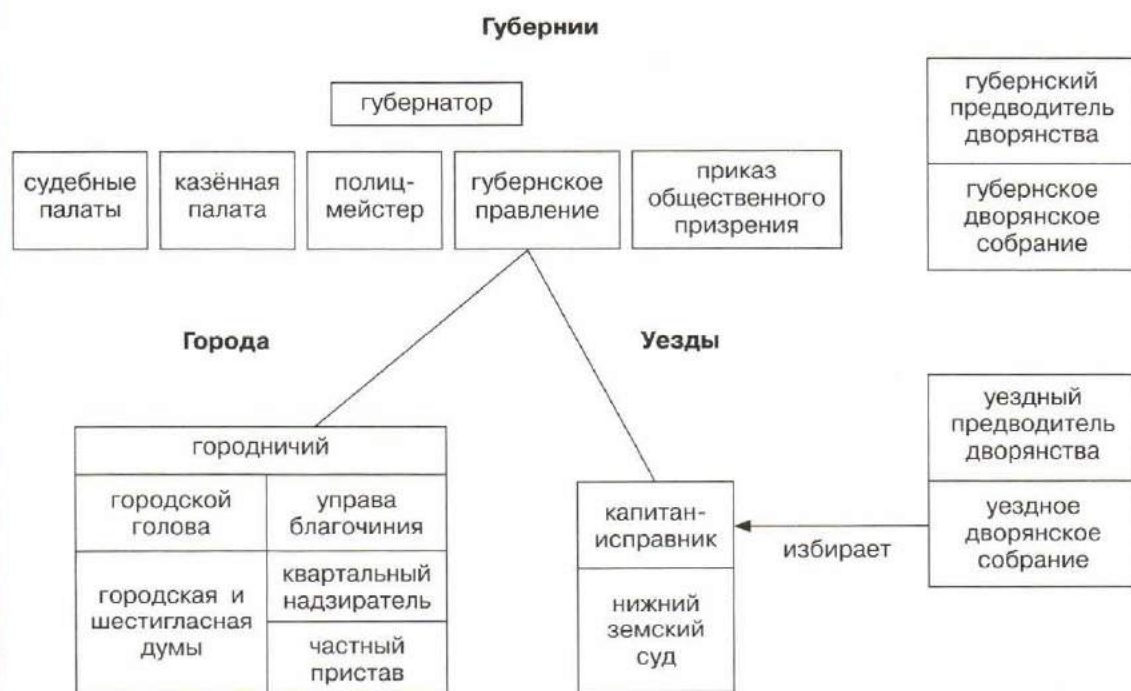 Губернии
губернатор
судебные
палаты
казённая
палата
полиц-
мейстер
губернское
правление
приказ
общественного
призрения
губернский
предводитель
дворянства
губернское
дворянское
собрание
Города
Уезды
городничий
городской
голова
управа
благочиния
городская и
шестигласная
думы
квартальный
надзиратель
частный
пристав
капитан-
исправник
нижний
земский
суд
избирает
уездный
предводитель
дворянства
уездное
дворянское
собрание